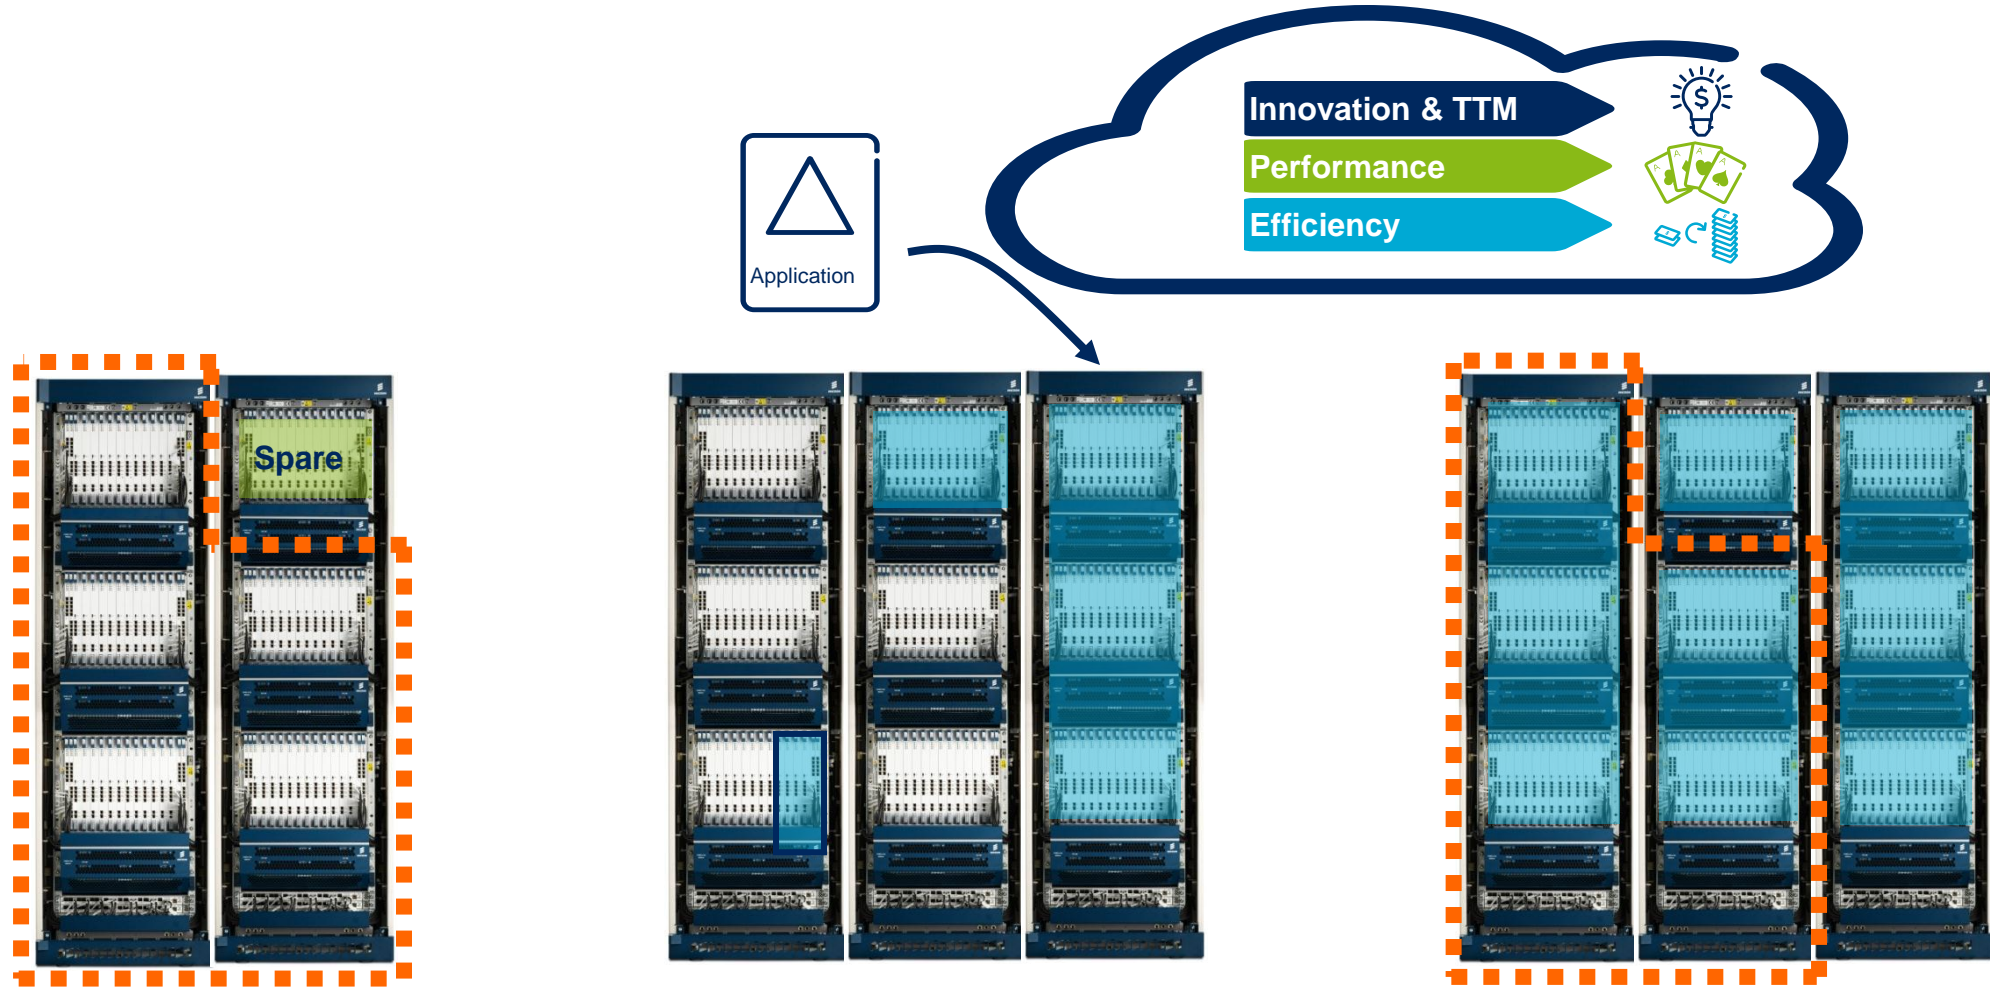 Innovation & TTM
Performance
Efficiency
Application
Spare